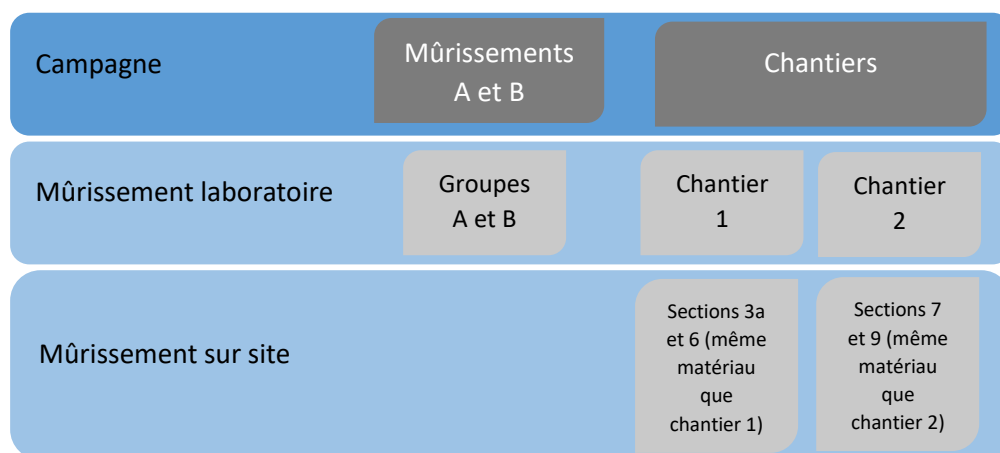 Campagne
Mûrissements
A et B
Chantiers
Mûrissement laboratoire
Groupes
A et B
Chantier
1
Chantier
2
Mûrissement sur site
Sections 3a
et 6 (même
matériau
que
chantier 1)
Sections 7
et 9 (même
matériau
que
chantier 2)